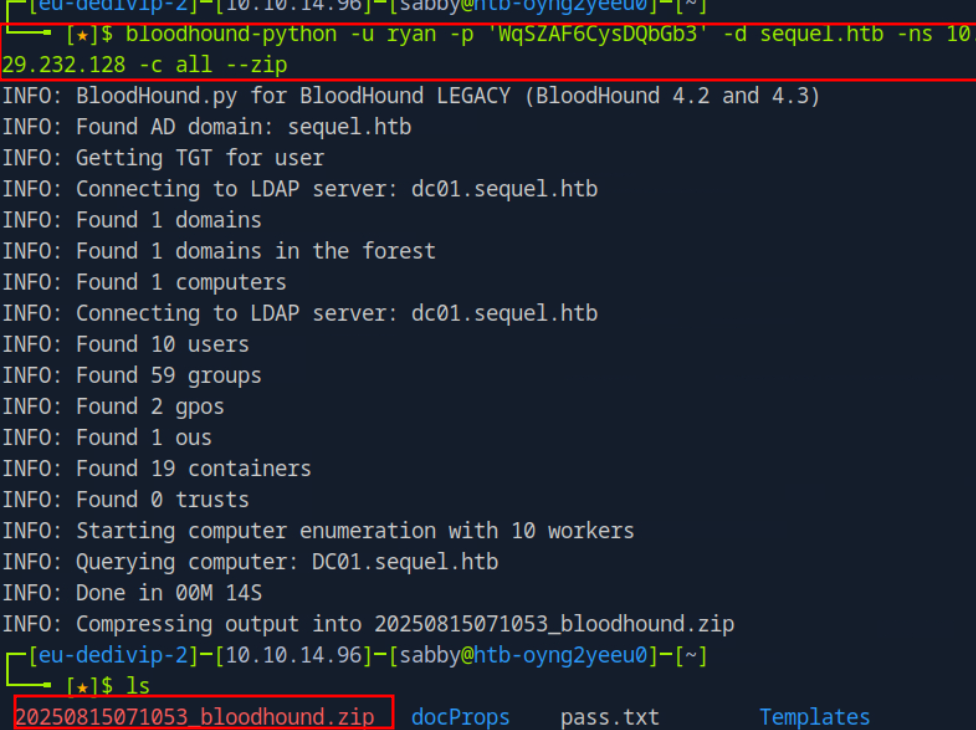 [eu-dedivip-2]-[10.10.14.96]-[sabby@htb-oyng2yeeu0]-[~]
[★]$ bloodhound-python -u ryan -p 'WqSZAF6CysDQbGb3' -d sequel.htb -ns 10.
29.232.128 -c all --zip
INFO: BloodHound.py for BloodHound LEGACY (BloodHound 4.2 and 4.3)
INFO: Found AD domain: sequel.htb
INFO: Getting TGT for user
INFO: Connecting to LDAP server: dc01.sequel.htb
INFO: Found 1 domains
INFO: Found 1 domains in the forest
INFO: Found 1 computers
INFO: Connecting to LDAP server: dc01.sequel.htb
INFO: Found 10 users
INFO: Found 59 groups
INFO: Found 2 gpos
INFO: Found 1 ous
INFO: Found 19 containers
INFO: Found 0 trusts
INFO: Starting computer enumeration with 10 workers
INFO: Querying computer: DC01.sequel.htb
INFO: Done in 00M 14S
INFO: Compressing output into 20250815071053_bloodhound.zip
[eu-dedivip-2]-[10.10.14.96]-[sabby@htb-oyng2yeeu0]-[~]
[★]$ ls
20250815071053_bloodhound.zip docProps pass.txt Templates